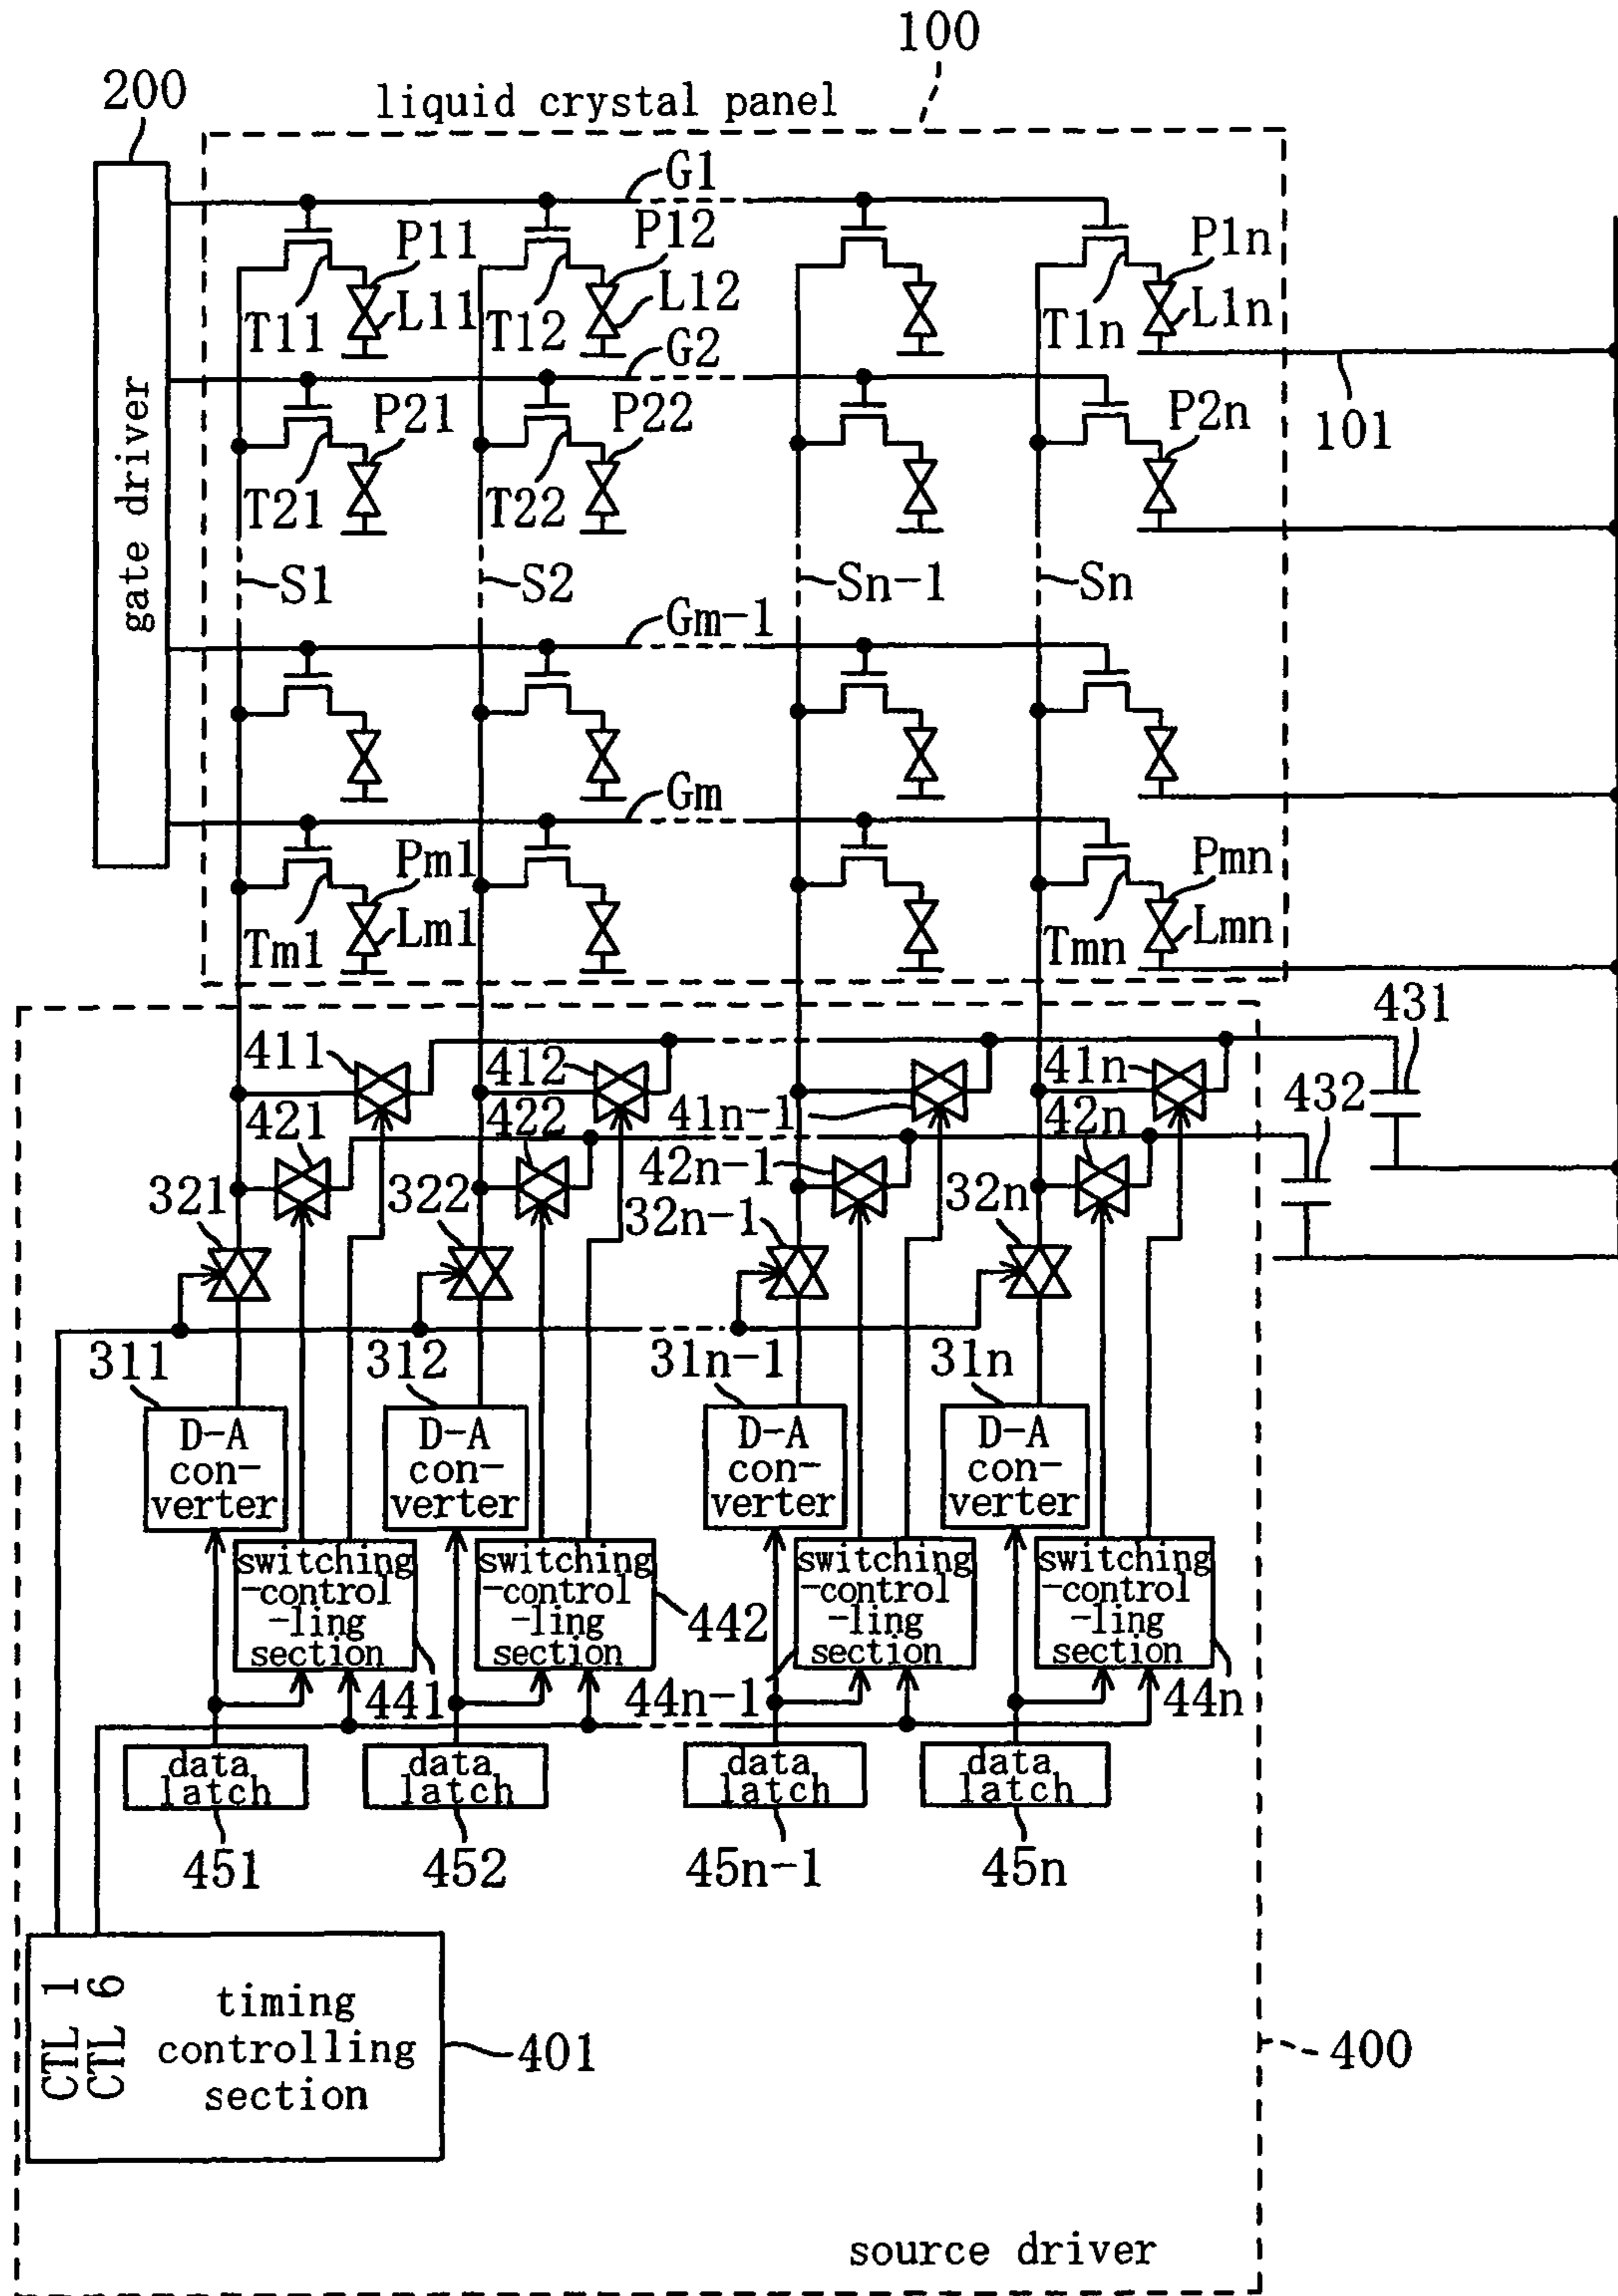 100
200
liquid crystal panel
G1
P11
P12
P1n
L11
L12
L1n
T11
T12
T1n
G2
gate driver
P21
P22
P2n
101
T21
T22
S1
S2
Sn-1
Sn
Gm-1
Gm
Pm1
Pmn
Lm1
Lmn
Tm1
Tmn
431
411
412
41n
432
41n-1
421
422
42n
42n-1
321
322
32n-1
32n
311
312
31n-1
31n
D-A
con-
verter
D-A
con-
verter
D-A
con-
verter
D-A
con-
verter
switching
-control
-ling
section
switching
-control
-ling
section
switching
-control
-ling
section
switching
-control
-ling
section
442
441
44n-1
44n
data
latch
data
latch
data
latch
data
latch
451
452
45n-1
45n
CTL 1
CTL 6
timing
controlling
section
401
400
source driver